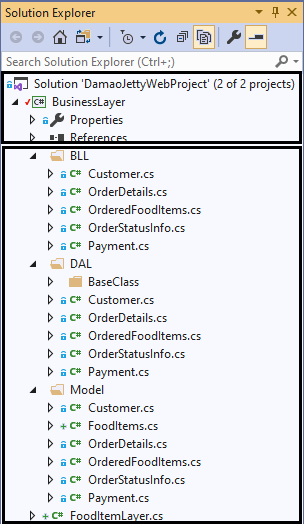 Solution Explorer
Search Solution Explorer (Ctrl+;)
Solution 'DamaoJettyWebProject' (2 of 2 projects)
C# BusinessLayer
Properties
References
BLL
C# Customer.cs
C# OrderDetails.cs
C# OrderedFoodItems.cs
C# OrderStatusInfo.cs
C# Payment.cs
DAL
BaseClass
C# Customer.cs
C# OrderDetails.cs
C# OrderedFoodItems.cs
C# OrderStatusInfo.cs
C# Payment.cs
Model
C# Customer.cs
C# FoodItems.cs
C# OrderDetails.cs
C# OrderedFoodItems.cs
C# OrderStatusInfo.cs
C# Payment.cs
C# FoodItemLayer.cs